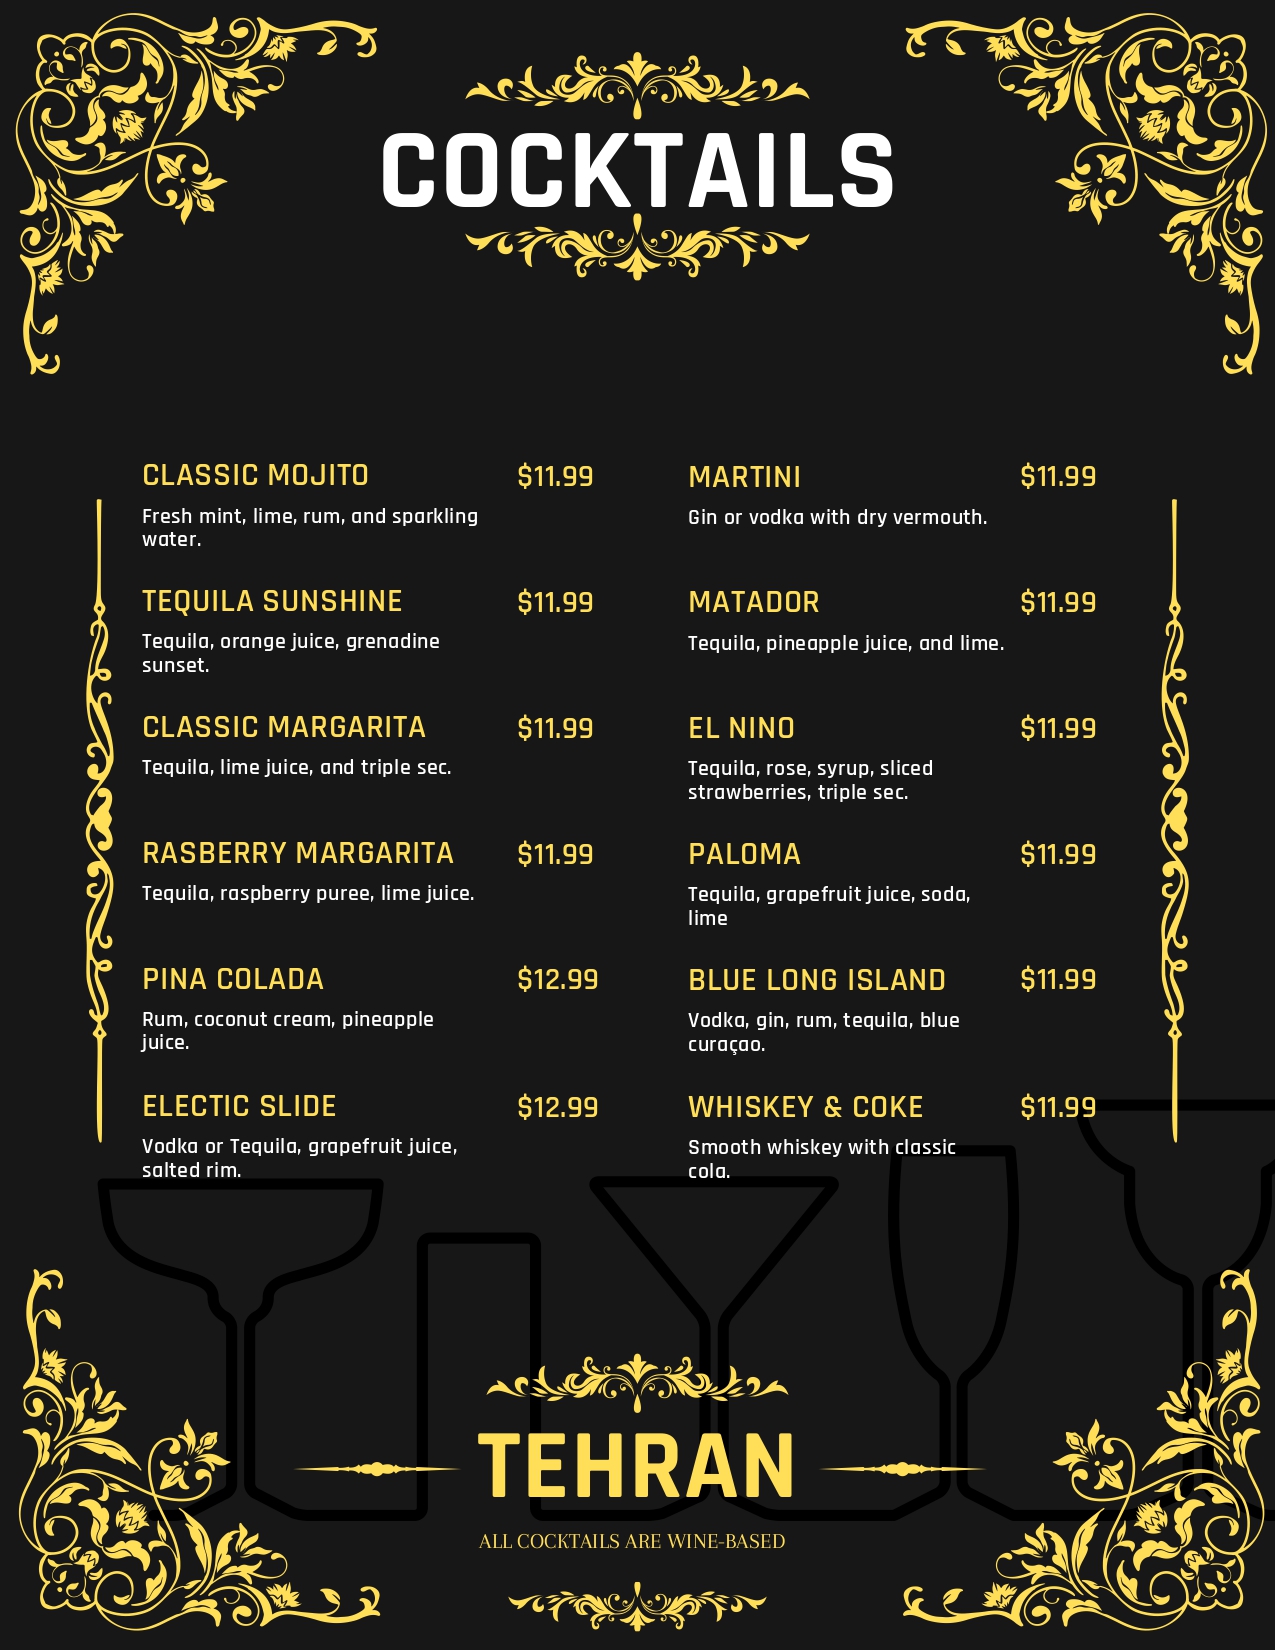 COCKTAILS
CLASSIC MOJITO $11.99
Fresh mint, lime, rum, and sparkling
water.
TEQUILA SUNSHINE $11.99
Tequila, orange juice, grenadine
sunset.
CLASSIC MARGARITA $11.99
Tequila, lime juice, and triple sec.
RASBERRY MARGARITA $11.99
Tequila, raspberry puree, lime juice.
PINA COLADA $12.99
Rum, coconut cream, pineapple
juice.
ELECTIC SLIDE $12.99
Vodka or Tequila, grapefruit juice,
salted rim.
MARTINI $11.99
Gin or vodka with dry vermouth.
MATADOR $11.99
Tequila, pineapple juice, and lime.
EL NINO $11.99
Tequila, rose, syrup, sliced
strawberries, triple sec.
PALOMA $11.99
Tequila, grapefruit juice, soda,
lime
BLUE LONG ISLAND $11.99
Vodka, gin, rum, tequila, blue
curaçao.
WHISKEY & COKE $11.99
Smooth whiskey with classic
cola.
TEHRAN
ALL COCKTAILS ARE WINE-BASED